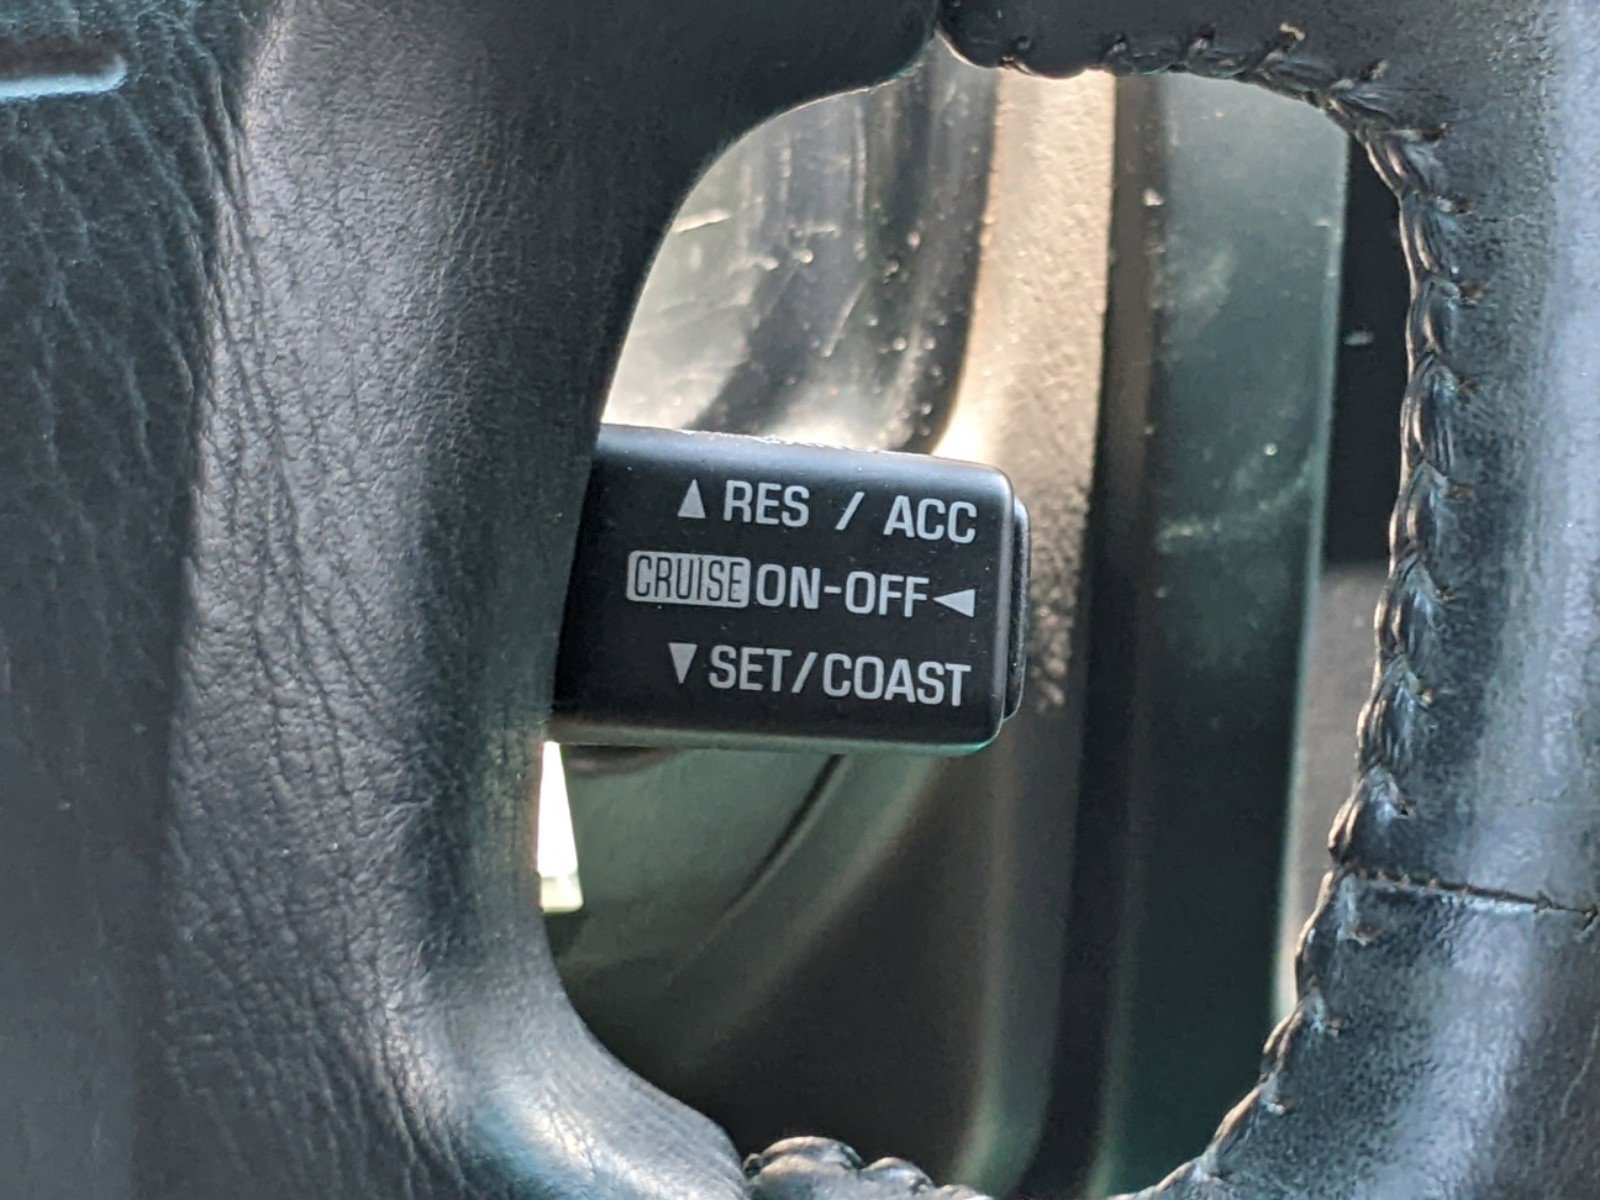 ▲ RES / ACC
CRUISE ON-OFF ◄
▼ SET/COAST